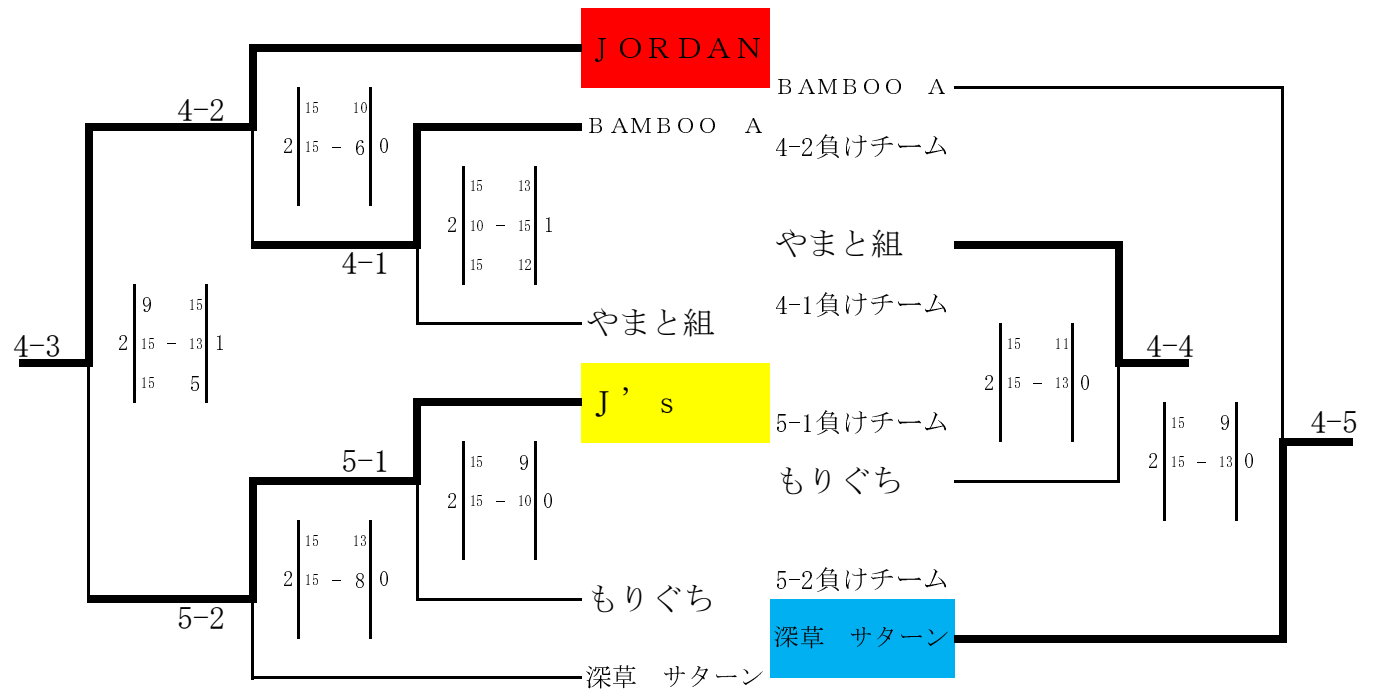 JORDAN
BAMBOO A
4-2
15 10
BAMBOO A
2 15 - 6 0
4-2負けチーム
15 13
2 10 - 15 1
やまと組
4-1
15 12
9 15
4-1負けチーム
やまと組
4-3
2 15 - 13 1
15 11
4-4
15 5
2 15 - 13 0
J’s
5-1負けチーム
15 9
4-5
5-1
15 9
2 15 - 13 0
もりぐち
2 15 - 10 0
15 13
2 15 - 8 0
5-2負けチーム
もりぐち
5-2
深草 サターン
深草 サターン